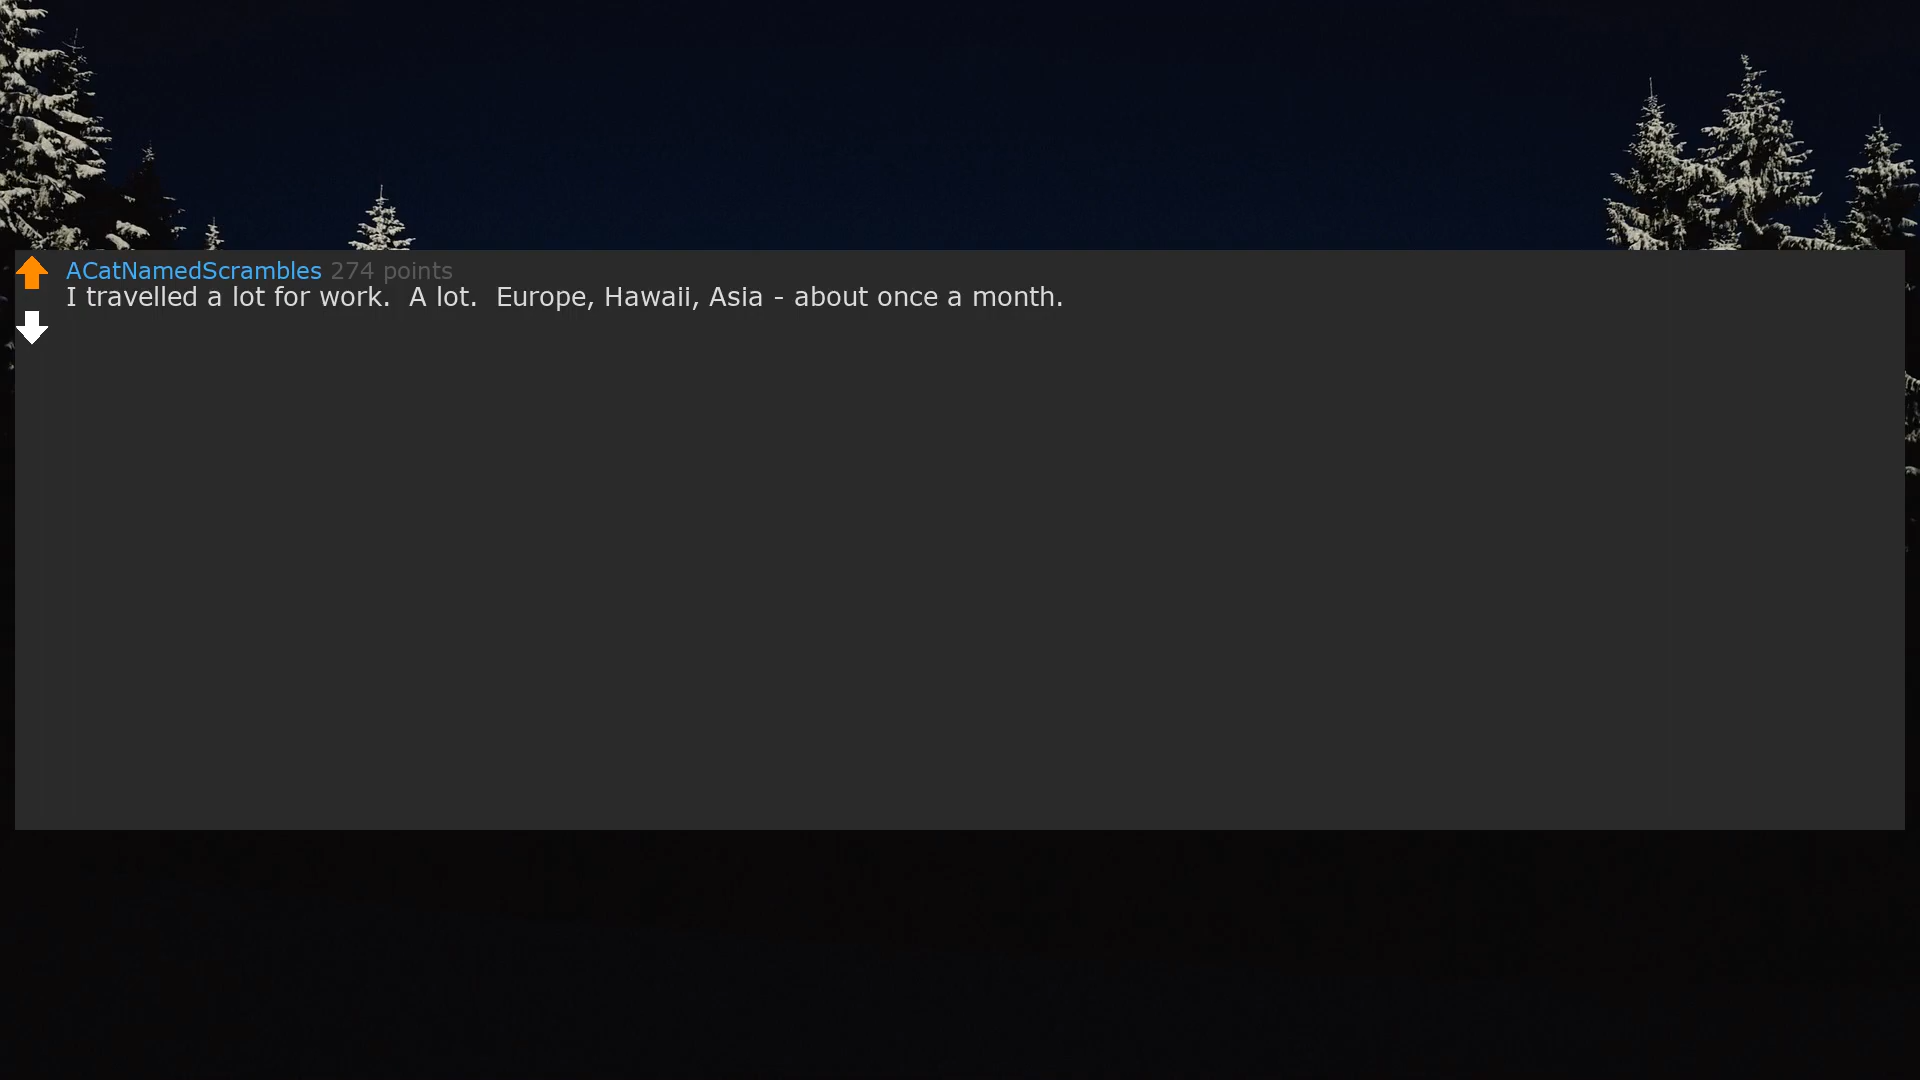 ACatNamedScrambles 274 points
I travelled a lot for work.  A lot.  Europe, Hawaii, Asia - about once a month.